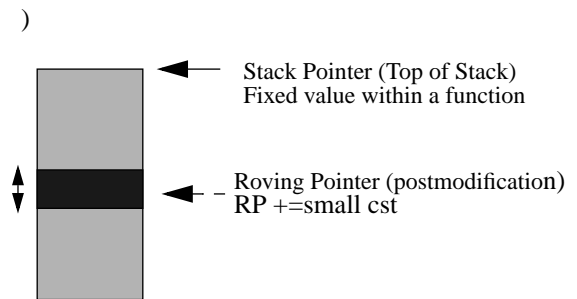 )
Stack Pointer (Top of Stack)
Fixed value within a function
Roving Pointer (postmodification)
RP +=small cst